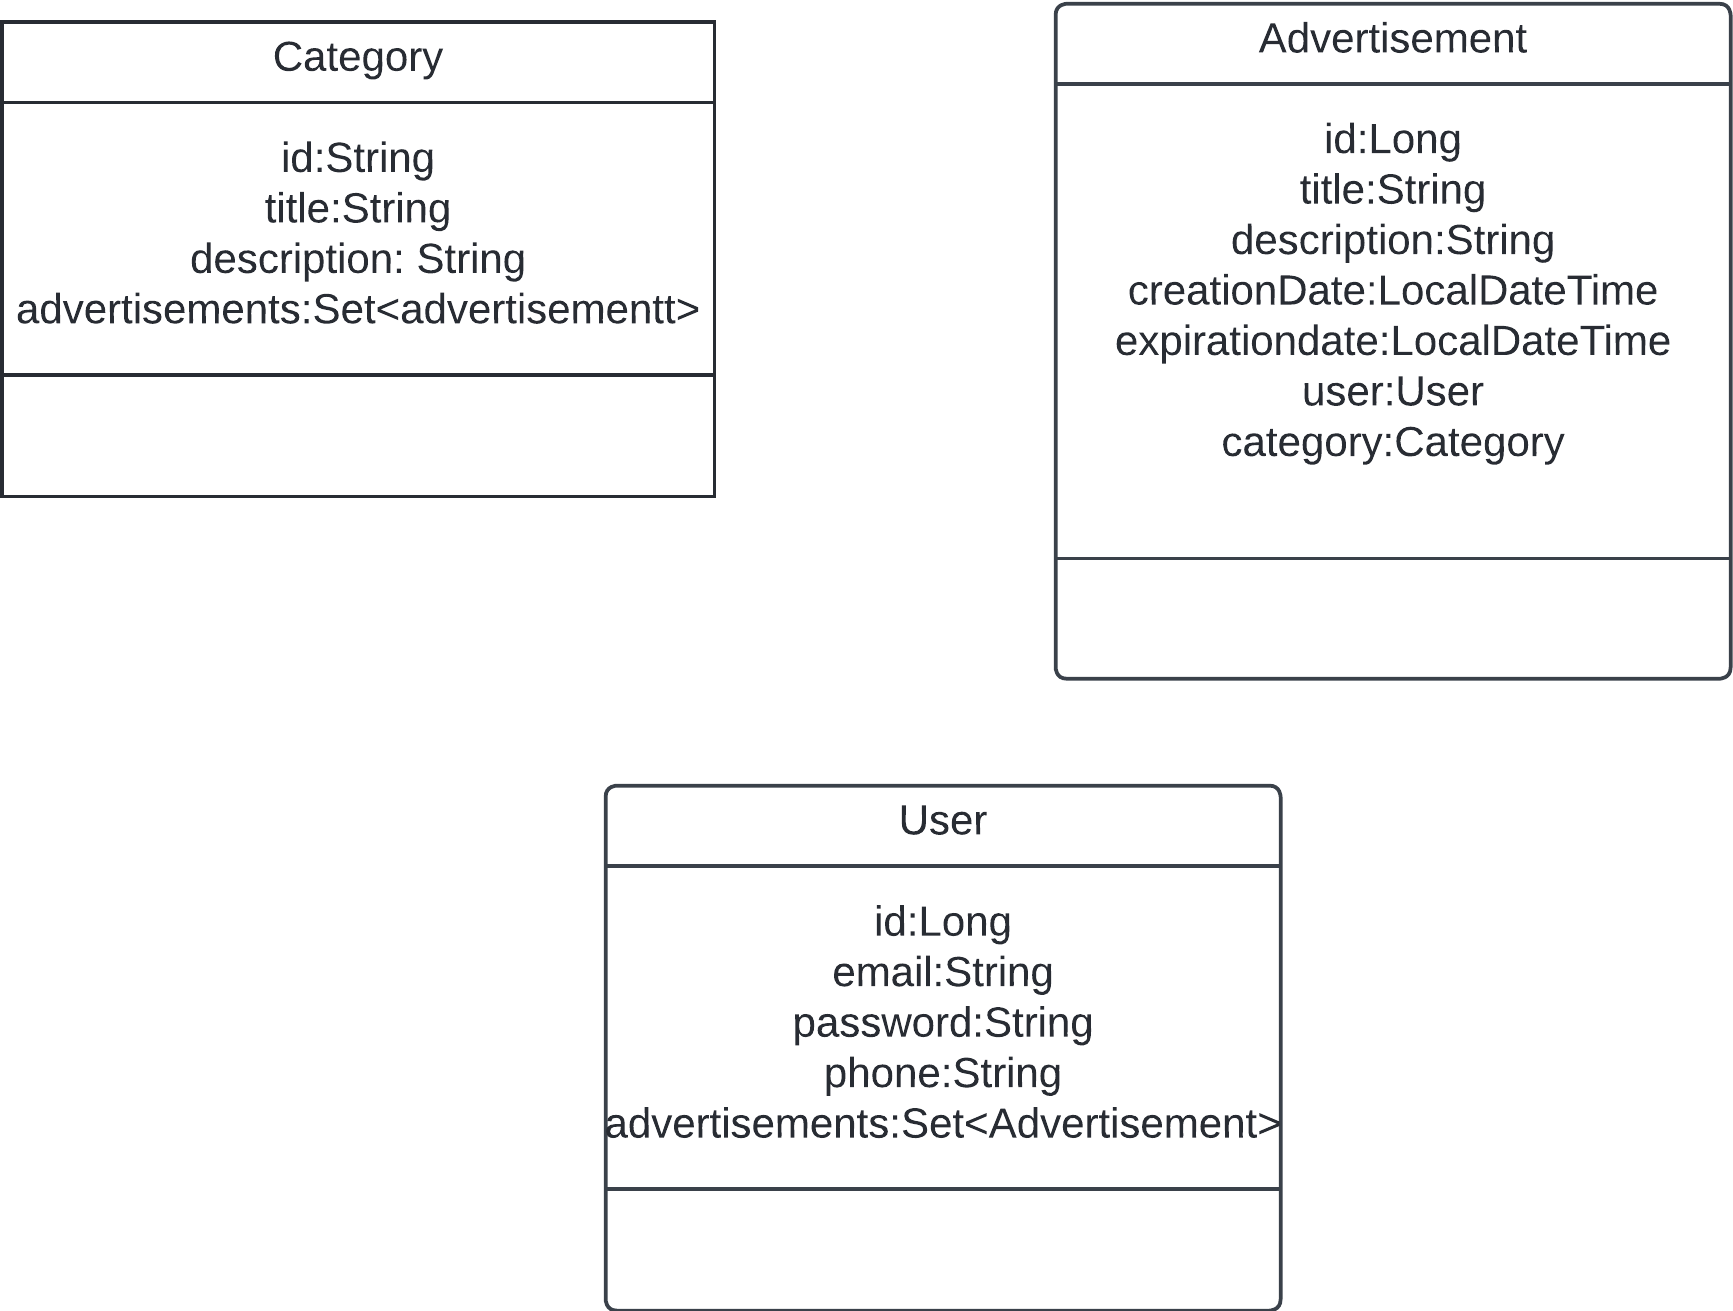 Category
id:String
title:String
description: String
advertisements:Set<advertisementt>
Advertisement
id:Long
title:String
description:String
creationDate:LocalDateTime
expirationdate:LocalDateTime
user:User
category:Category
User
id:Long
email:String
password:String
phone:String
advertisements:Set<Advertisement>